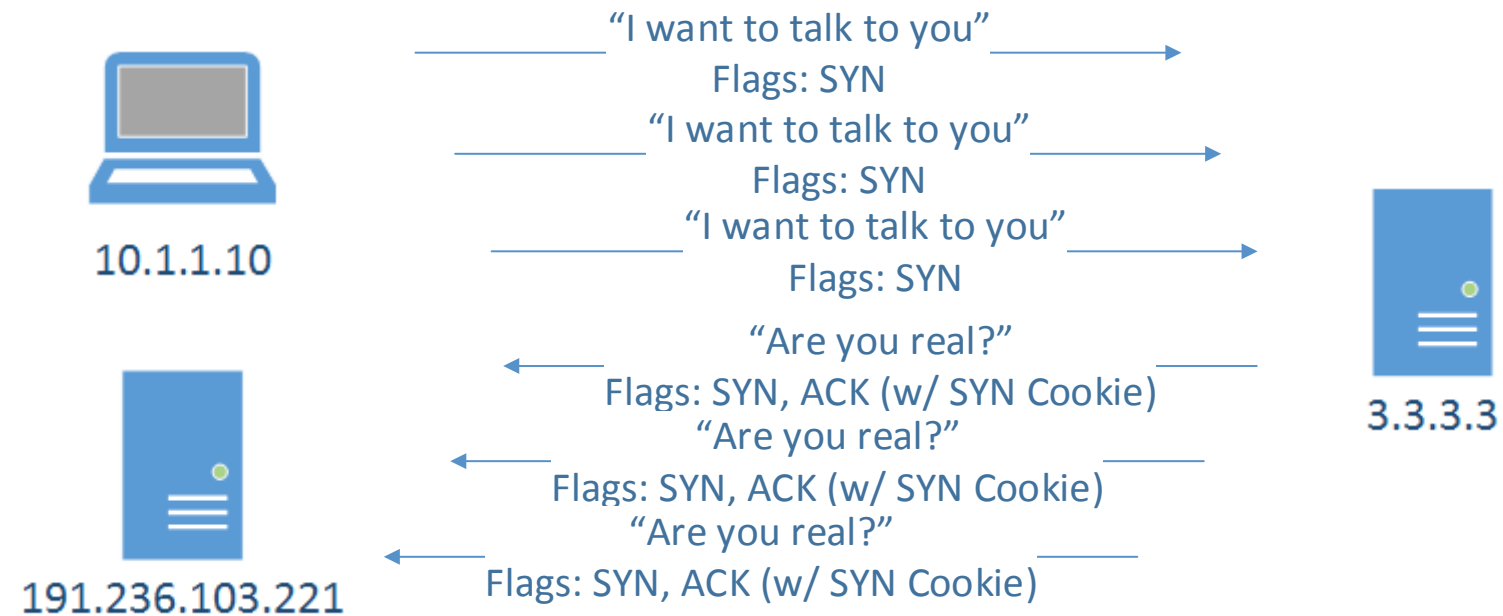 “I want to talk to you”
Flags: SYN
“I want to talk to you”
Flags: SYN
10.1.1.10
“I want to talk to you”
Flags: SYN
“Are you real?”
Flags: SYN, ACK (w/ SYN Cookie)
3.3.3.3
“Are you real?”
Flags: SYN, ACK (w/ SYN Cookie)
“Are you real?”
Flags: SYN, ACK (w/ SYN Cookie)
191.236.103.221